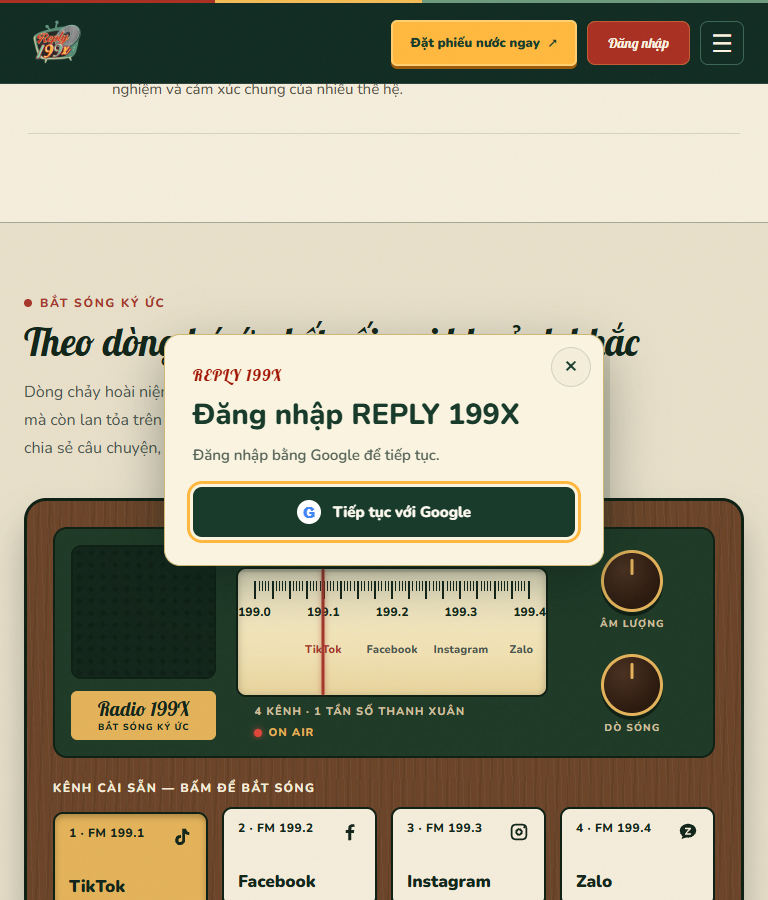 Reply
199X
Đặt phiếu nước ngay ↗
Đăng nhập
nghiệm và cảm xúc chung của nhiều thế hệ.
BẮT SÓNG KÝ ỨC
Theo dòng
khắc
Dòng chảy hoài niệm
mà còn lan tỏa trên
chia sẻ câu chuyện,
REPLY 199X
Đăng nhập REPLY 199X
Đăng nhập bằng Google để tiếp tục.
G Tiếp tục với Google
199.0 199.1 199.2 199.3 199.4
TikTok Facebook Instagram Zalo
ÂM LƯỢNG
Radio 199X
BẮT SÓNG KÝ ỨC
4 KÊNH · 1 TẦN SỐ THANH XUÂN
ON AIR
DÒ SÓNG
KÊNH CÀI SẴN — BẤM ĐỂ BẮT SÓNG
1 · FM 199.1
TikTok
2 · FM 199.2
Facebook
3 · FM 199.3
Instagram
4 · FM 199.4
Zalo